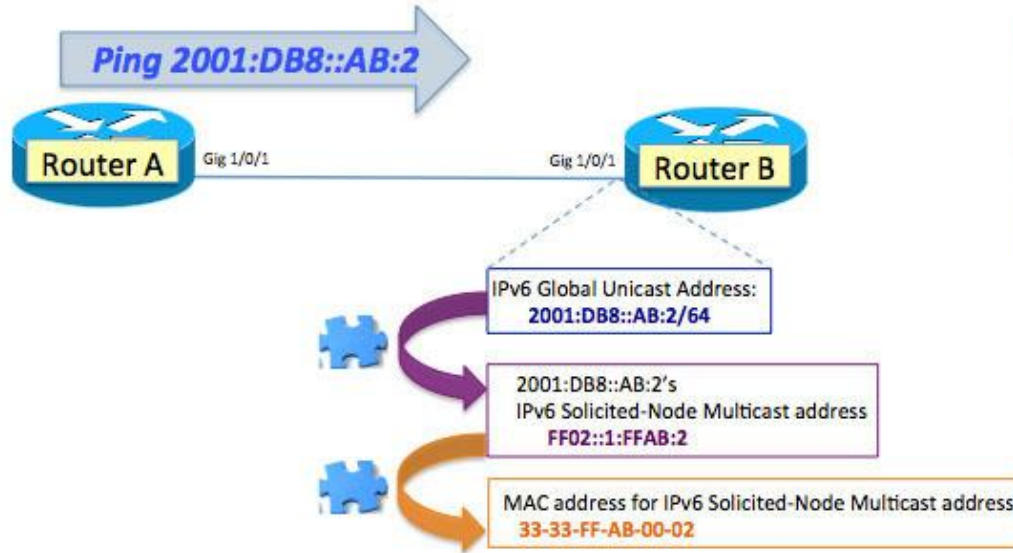 Ping 2001:DB8::AB:2
Router A
Gig 1/0/1
Gig 1/0/1
Router B
IPv6 Global Unicast Address:
2001:DB8::AB:2/64
2001:DB8::AB:2's
IPv6 Solicited-Node Multicast address
FF02::1:FFAB:2
MAC address for IPv6 Solicited-Node Multicast address
33-33-FF-AB-00-02